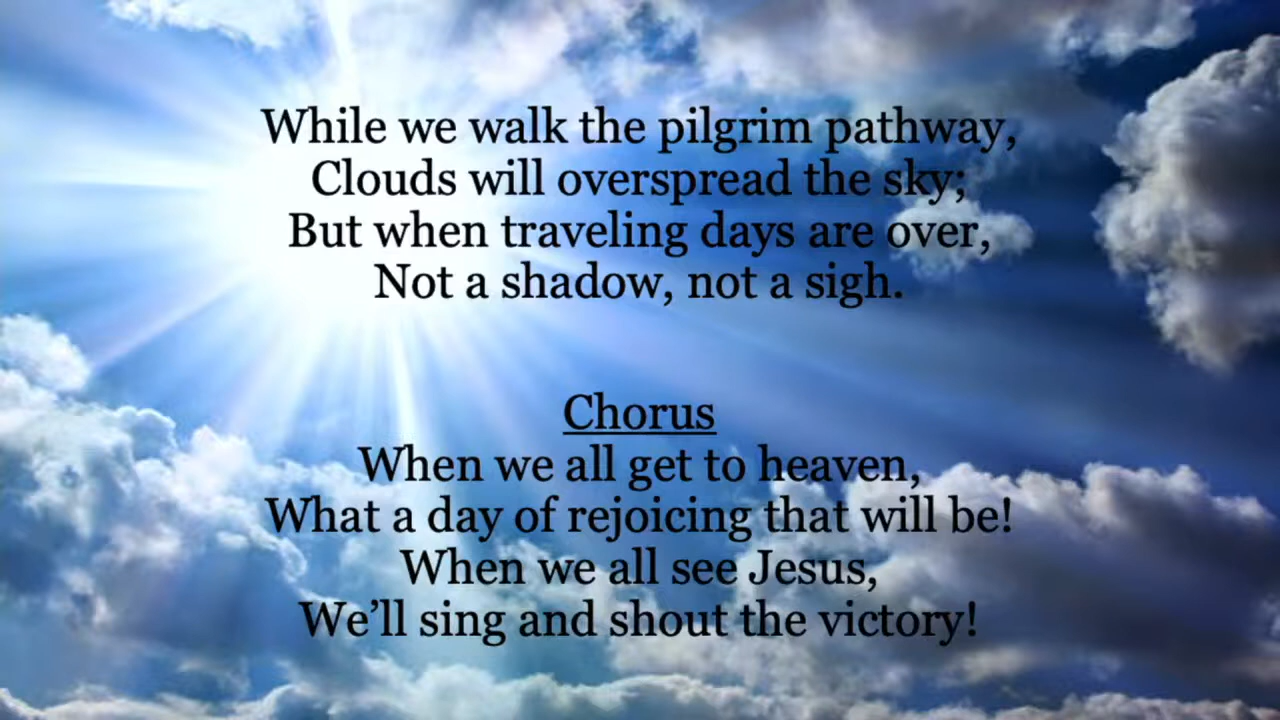 While we walk the pilgrim pathway,
Clouds will overspread the sky;
But when traveling days are over,
Not a shadow, not a sigh.
Chorus
When we all get to heaven,
What a day of rejoicing that will be!
When we all see Jesus,
We’ll sing and shout the victory!